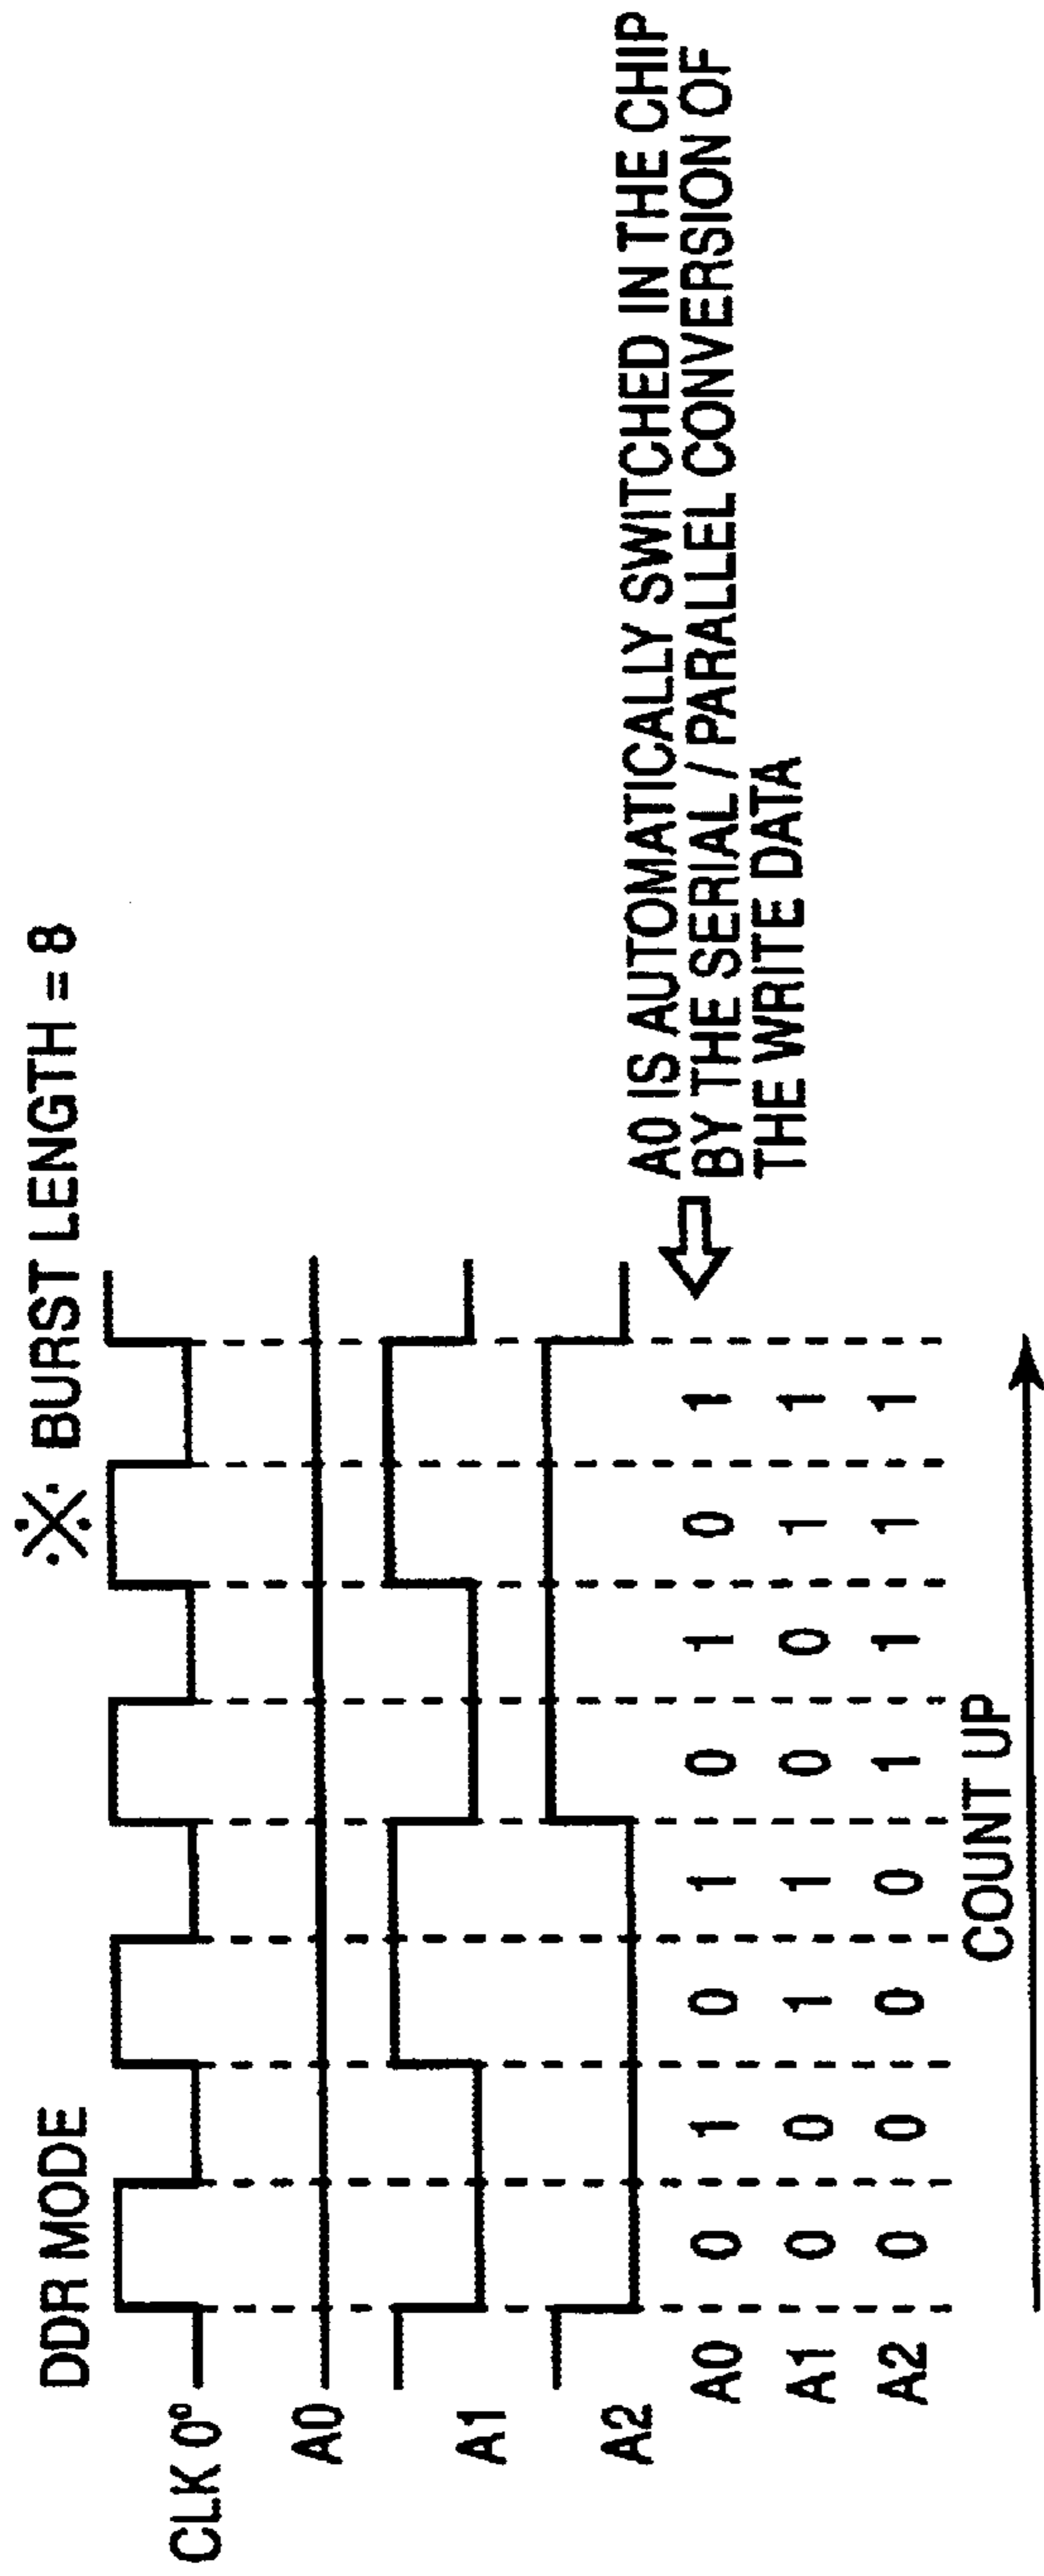 DDR MODE
※ BURST LENGTH = 8
CLK 0°
A0
A1
A2
A0 0 1 0 1 0 1 0 1
A1 0 0 1 1 0 0 1 1
A2 0 0 0 0 1 1 1 1
A0 IS AUTOMATICALLY SWITCHED IN THE CHIP
BY THE SERIAL / PARALLEL CONVERSION OF
THE WRITE DATA
COUNT UP